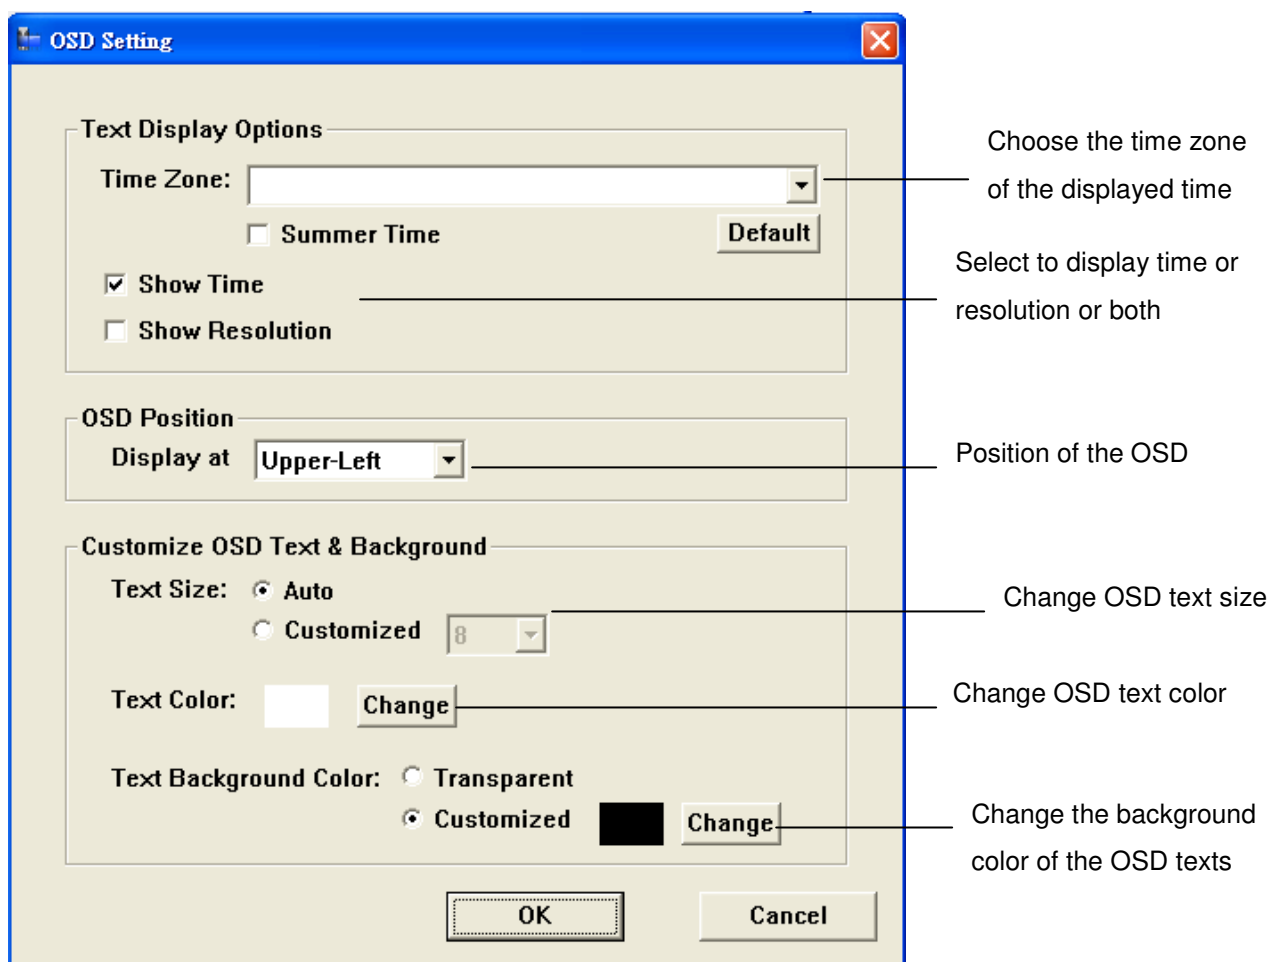 OSD Setting
Text Display Options
Time Zone:
Summer Time
Default
Show Time
Show Resolution
OSD Position
Display at Upper-Left
Customize OSD Text & Background
Text Size: Auto
Customized 8
Text Color: Change
Text Background Color: Transparent
Customized Change
OK Cancel
Choose the time zone
of the displayed time
Select to display time or
resolution or both
Position of the OSD
Change OSD text size
Change OSD text color
Change the background
color of the OSD texts